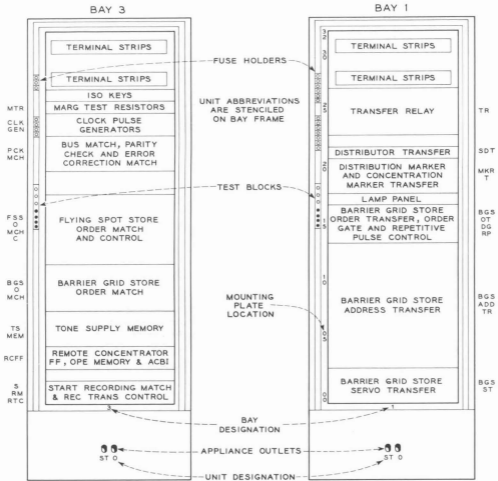 BAY 3
TERMINAL STRIPS
TERMINAL STRIPS
ISO KEYS
MTR
MARG TEST RESISTORS
CLK
GEN
CLOCK PULSE
GENERATORS
PCK
MCH
BUS MATCH, PARITY
CHECK AND ERROR
CORRECTION MATCH
FSS
O
MCH
C
FLYING SPOT STORE
ORDER MATCH
AND CONTROL
BGS
O
MCH
BARRIER GRID STORE
ORDER MATCH
TS
MEM
TONE SUPPLY MEMORY
RCFF
REMOTE CONCENTRATOR
FF, OPE MEMORY & ACBI
S
RM
RTC
START RECORDING MATCH
& REC TRANS CONTROL
3
ST 0
FUSE HOLDERS
UNIT ABBREVIATIONS
ARE STENCILED
ON BAY FRAME
TEST BLOCKS
MOUNTING
PLATE
LOCATION
BAY
DESIGNATION
APPLIANCE OUTLETS
UNIT DESIGNATION
BAY 1
TERMINAL STRIPS
TERMINAL STRIPS
TRANSFER RELAY
TR
DISTRIBUTOR TRANSFER
SDT
DISTRIBUTION MARKER
AND CONCENTRATION
MARKER TRANSFER
MKR
T
LAMP PANEL
BARRIER GRID STORE
ORDER TRANSFER, ORDER
GATE AND REPETITIVE
PULSE CONTROL
BGS
OT
DG
RP
BARRIER GRID STORE
ADDRESS TRANSFER
BGS
ADD
TR
BARRIER GRID STORE
SERVO TRANSFER
BGS
ST
1
ST 0